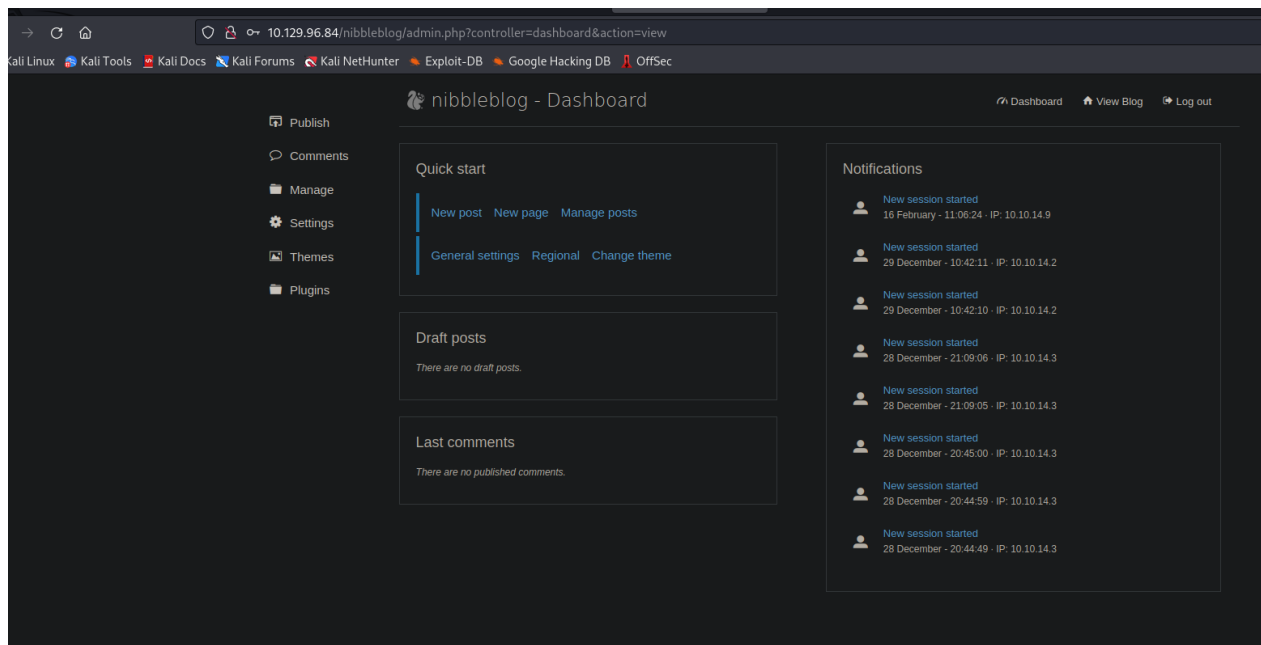 10.129.96.84/nibbleblog/admin.php?controller=dashboard&action=view
Kali Linux Kali Tools Kali Docs Kali Forums Kali NetHunter Exploit-DB Google Hacking DB OffSec
nibbleblog - Dashboard
Dashboard View Blog Log out
Publish
Comments
Manage
Settings
Themes
Plugins
Quick start
New post New page Manage posts
General settings Regional Change theme
Draft posts
There are no draft posts.
Last comments
There are no published comments.
Notifications
New session started
16 February - 11:06:24 · IP: 10.10.14.9
New session started
29 December - 10:42:11 · IP: 10.10.14.2
New session started
29 December - 10:42:10 · IP: 10.10.14.2
New session started
28 December - 21:09:06 · IP: 10.10.14.3
New session started
28 December - 21:09:05 · IP: 10.10.14.3
New session started
28 December - 20:45:00 · IP: 10.10.14.3
New session started
28 December - 20:44:59 · IP: 10.10.14.3
New session started
28 December - 20:44:49 · IP: 10.10.14.3